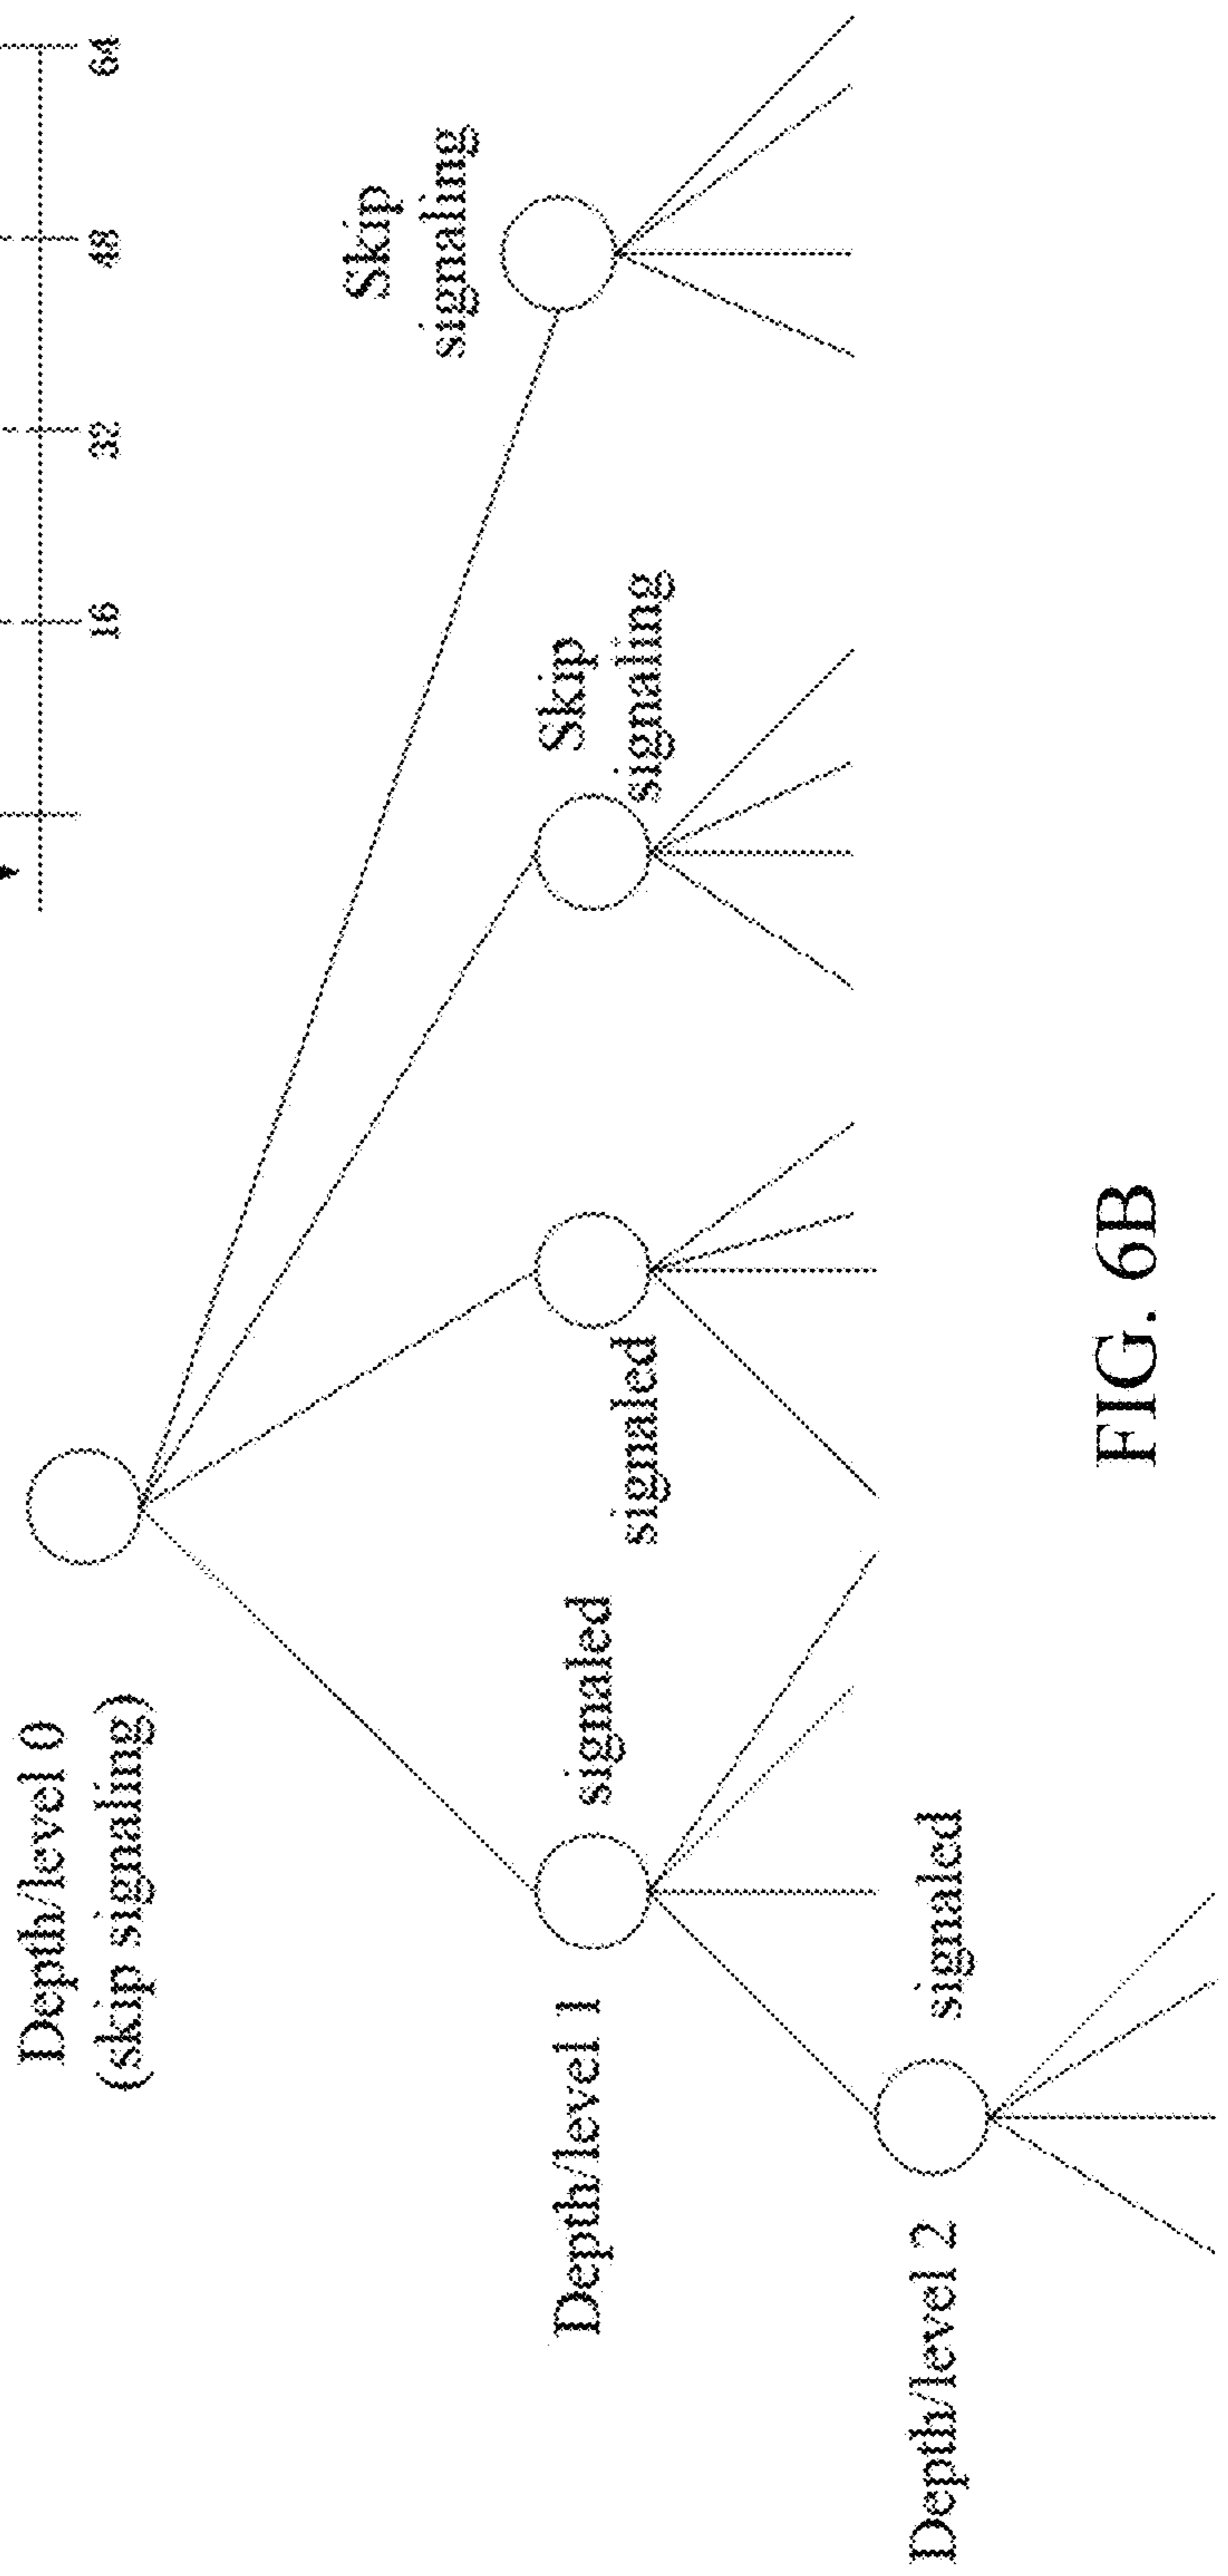 16 32 48 64
Depth/level 0
(skip signaling)
Skip
signaling
Depth/level 1
signaled
signaled
Skip
signaling
Depth/level 2
signaled
FIG. 6B